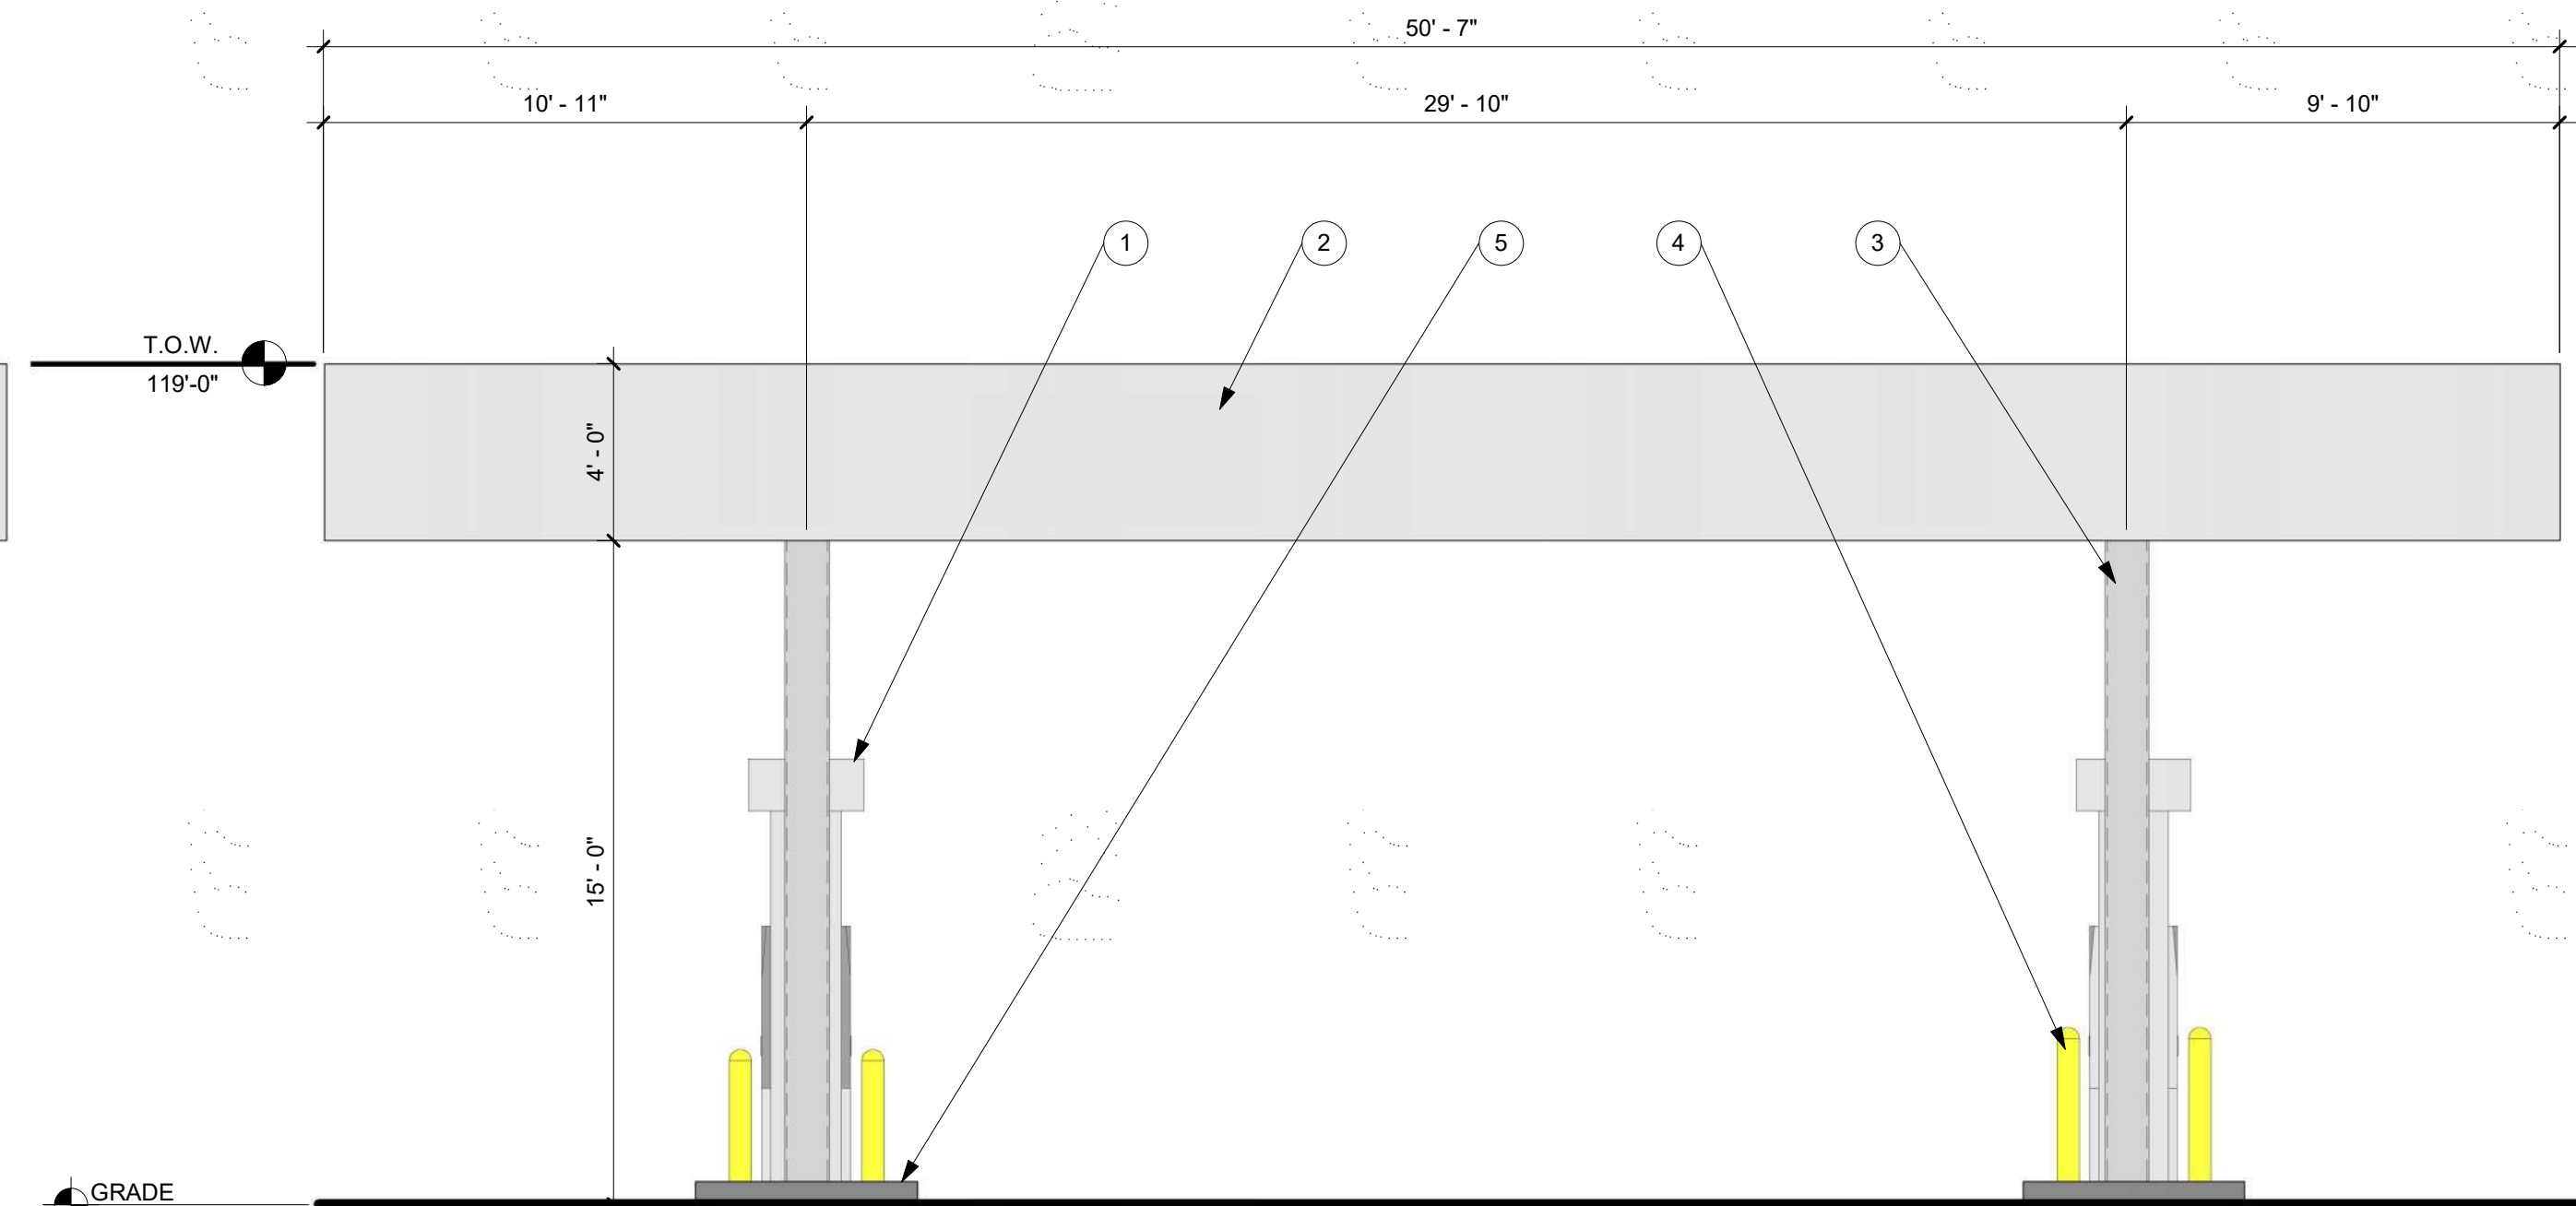 50' - 7"
10' - 11"
29' - 10"
9' - 10"
1
2
5
4
3
T.O.W.
119'-0"
4' - 0"
15' - 0"
GRADE